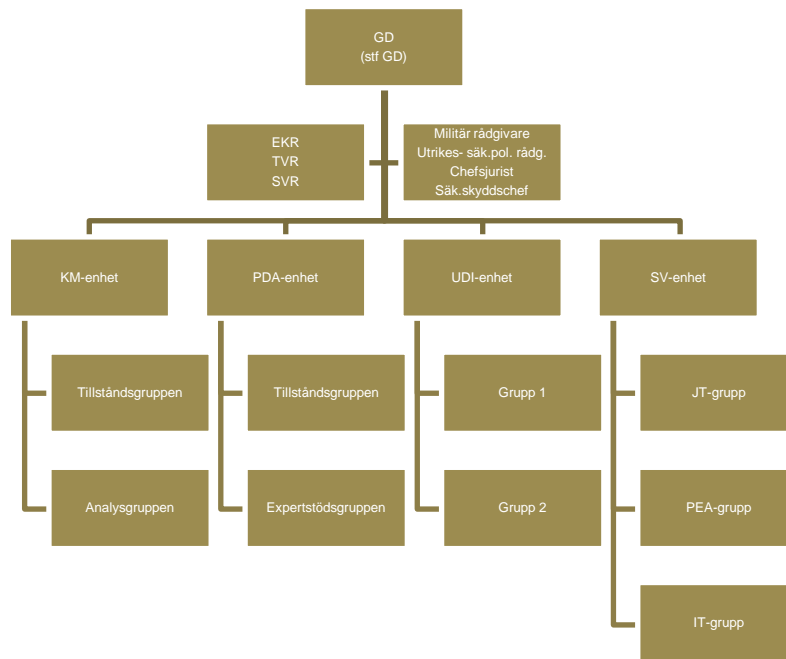 GD
(stf GD)
EKR
TVR
SVR
Militär rådgivare
Utrikes- säk.pol. rådg.
Chefsjurist
Säk.skyddschef
KM-enhet
PDA-enhet
UDI-enhet
SV-enhet
Tillståndsgruppen
Tillståndsgruppen
Grupp 1
JT-grupp
Analysgruppen
Expertstödsgruppen
Grupp 2
PEA-grupp
IT-grupp